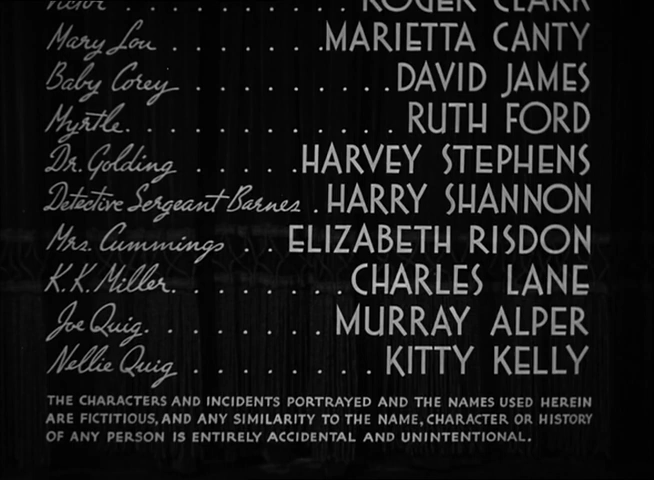 Victor . . . . . . . . . ROGER CLARK
Mary Lou . . . . . . . . .MARIETTA CANTY
Baby Corey . . . . . . . . . .DAVID JAMES
Myrtle. . . . . . . . . . . . RUTH FORD
Dr. Golding . . . . . .HARVEY STEPHENS
Detective Sergeant Barnes .HARRY SHANNON
Mrs. Cummings . . ELIZABETH RISDON
K.K. Miller. . . . . . . . CHARLES LANE
Joe Quig. . . . . . . . MURRAY ALPER
Nellie Quig . . . . . . . . . KITTY KELLY
THE CHARACTERS AND INCIDENTS PORTRAYED AND THE NAMES USED HEREIN
ARE FICTITIOUS, AND ANY SIMILARITY TO THE NAME, CHARACTER OR HISTORY
OF ANY PERSON IS ENTIRELY ACCIDENTAL AND UNINTENTIONAL.